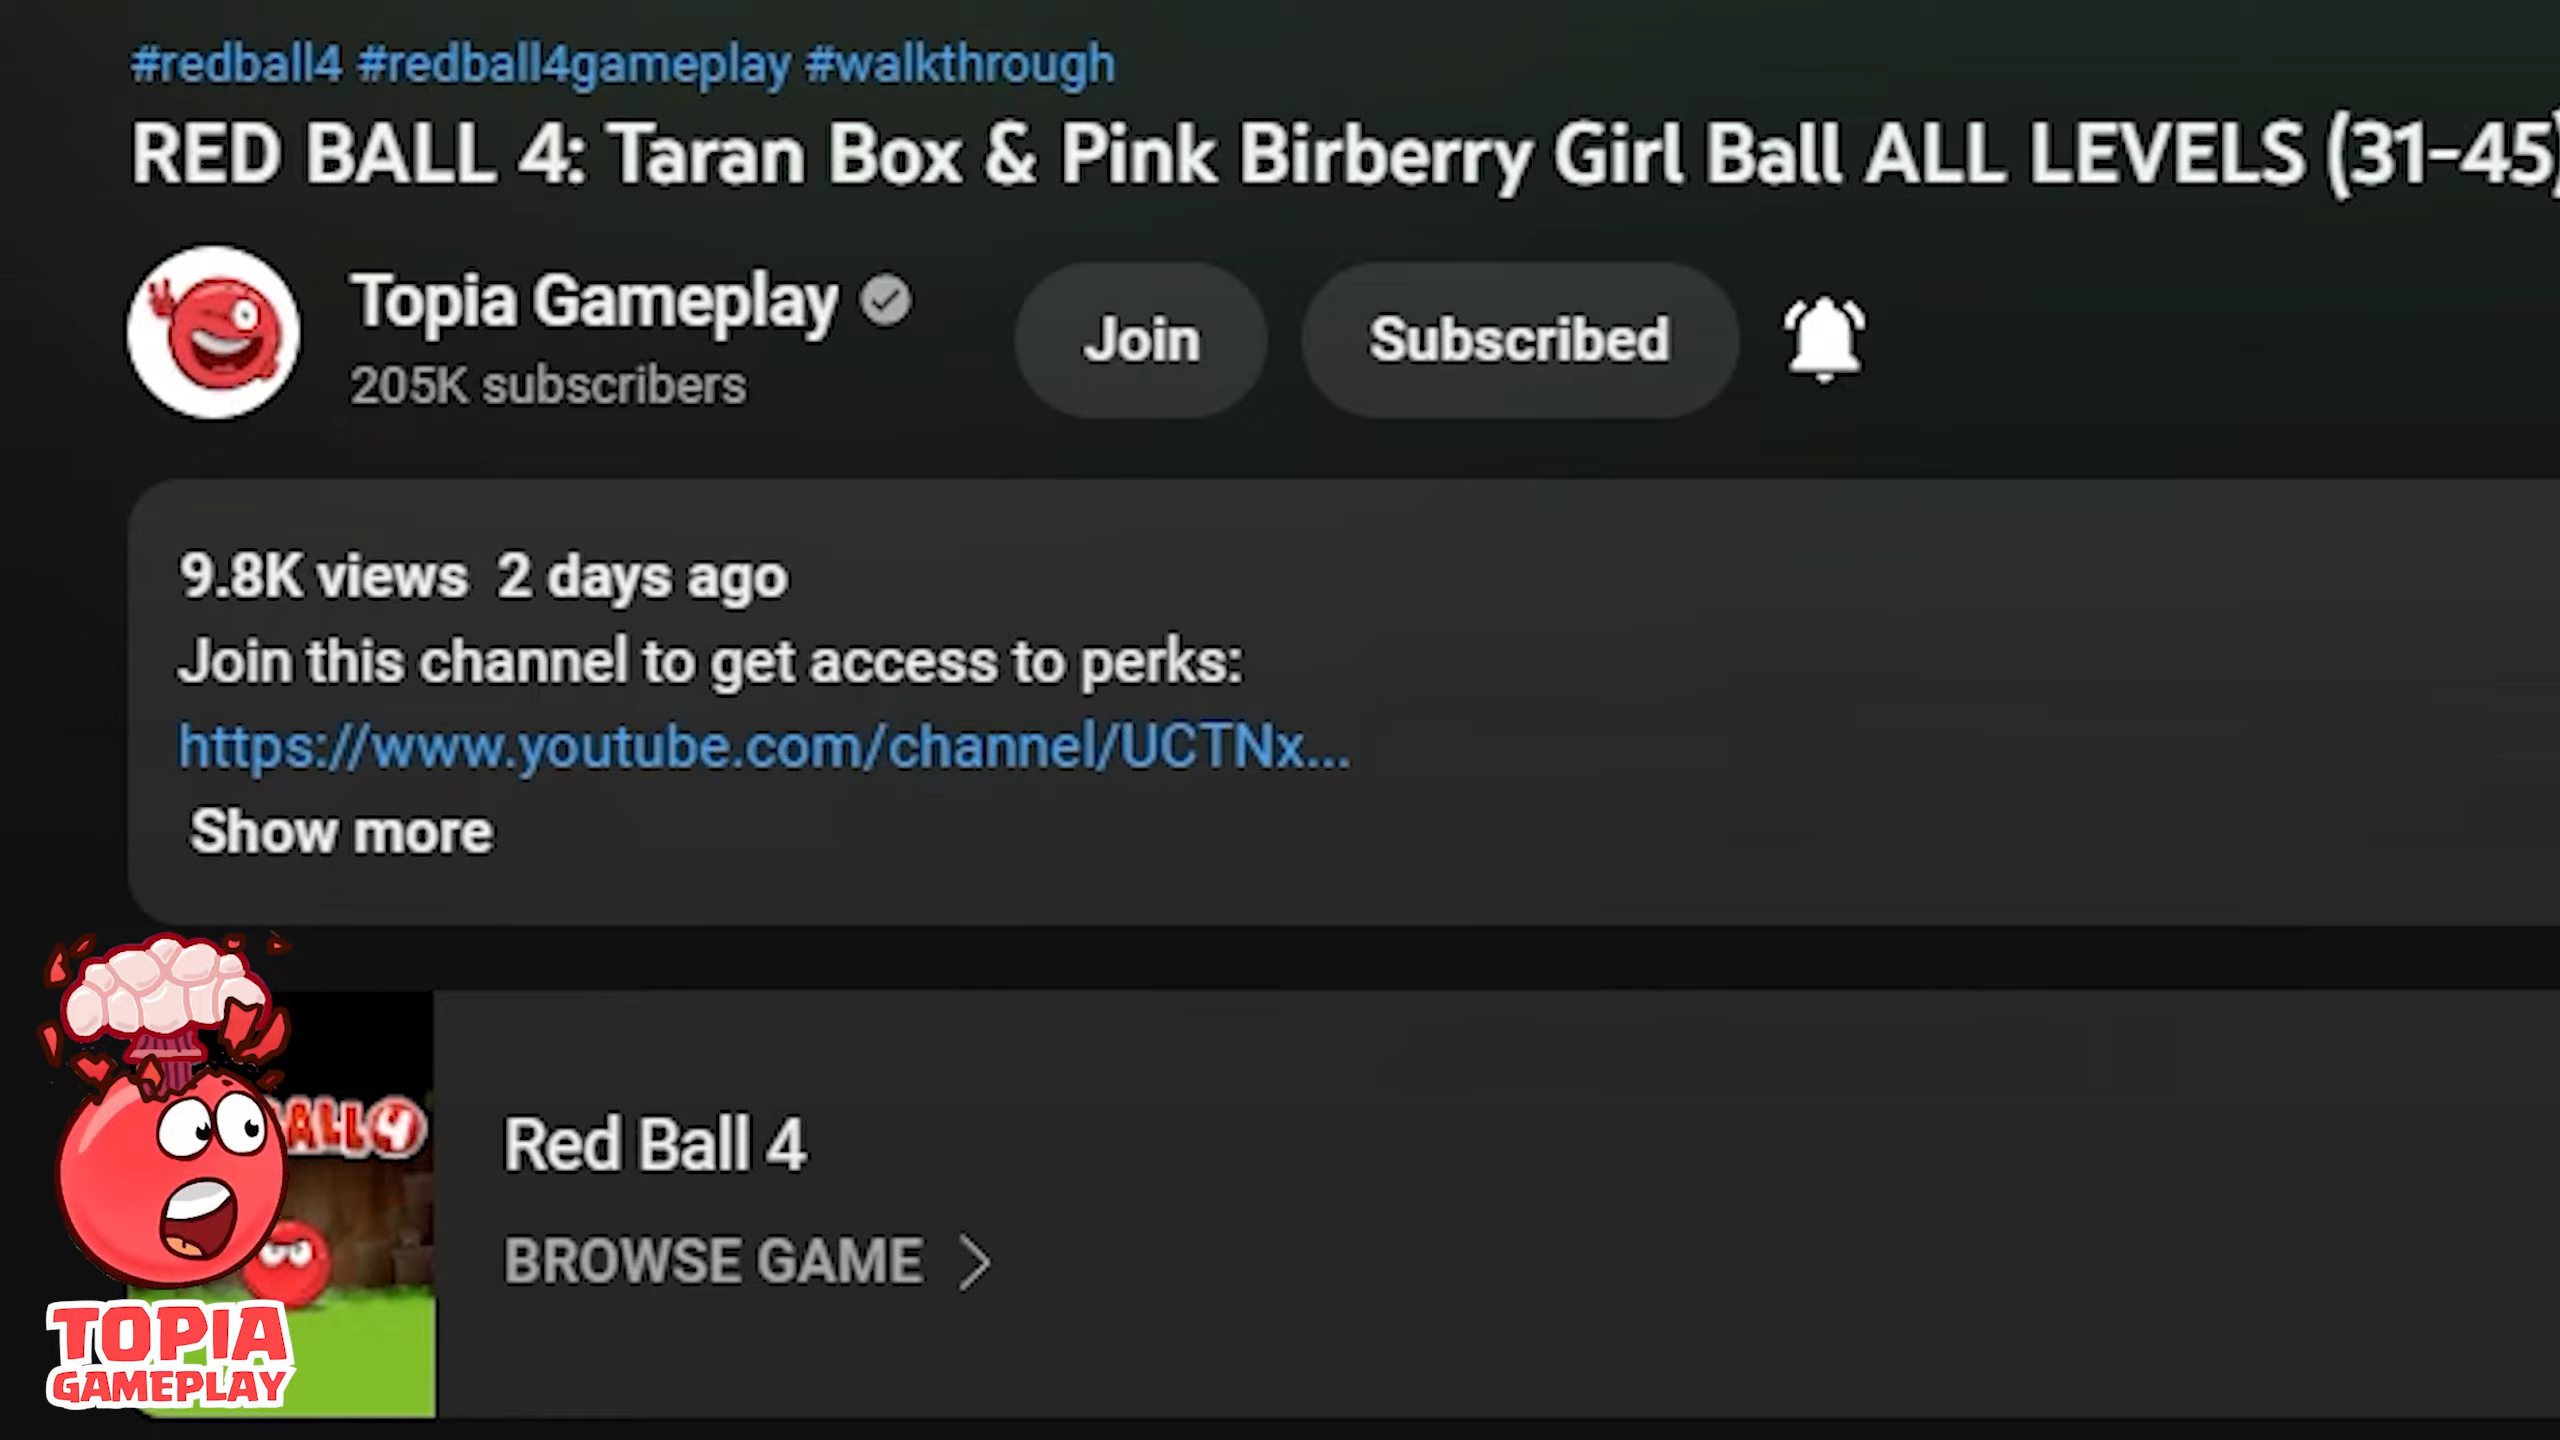 #redball4 #redball4gameplay #walkthrough
RED BALL 4: Taran Box & Pink Birberry Girl Ball ALL LEVELS (31-45)
Topia Gameplay
205K subscribers
Join
Subscribed
9.8K views 2 days ago
Join this channel to get access to perks:
https://www.youtube.com/channel/UCTNx...
Show more
ALL 4
Red Ball 4
BROWSE GAME
TOPIA
GAMEPLAY